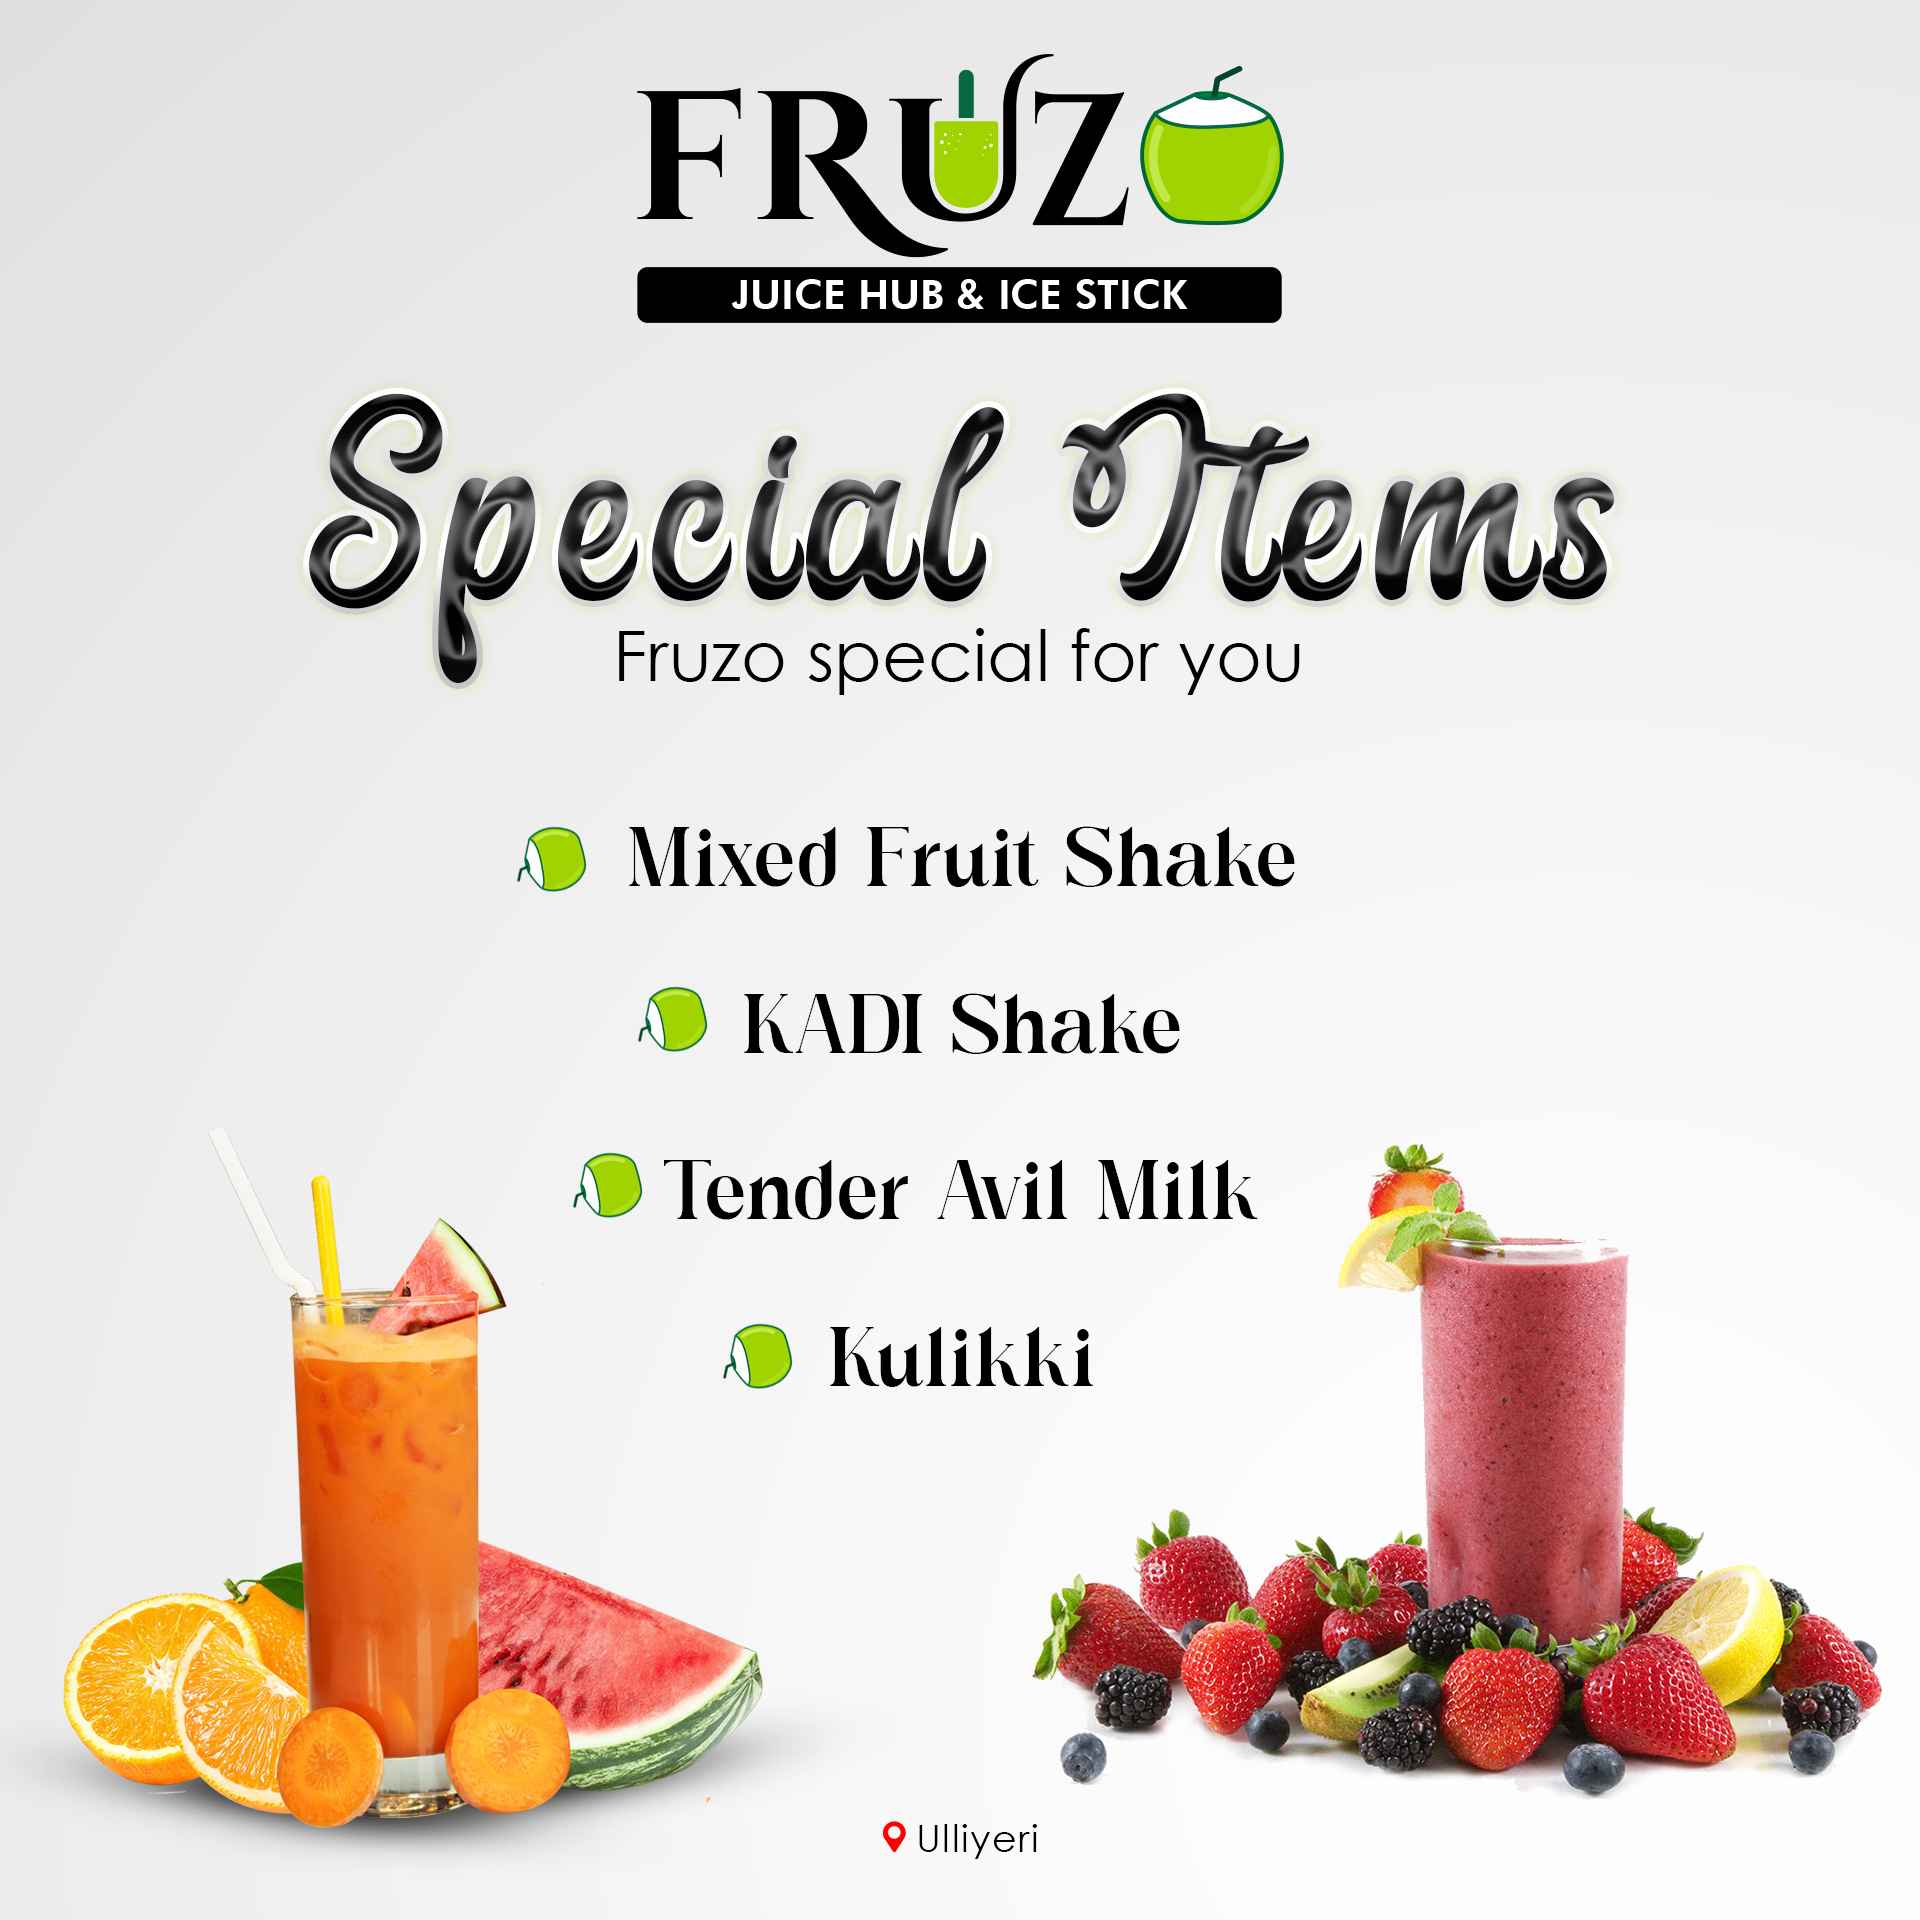 FRUZO
JUICE HUB & ICE STICK
Special Items
Fruzo special for you
Mixed Fruit Shake
KADI Shake
Tender Avil Milk
Kulikki
Ulliyeri